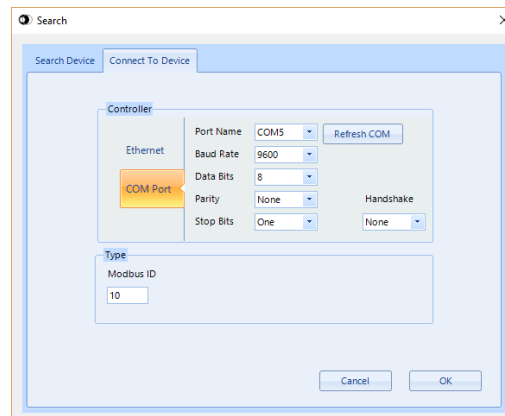 Search
Search Device Connect To Device
Controller
Ethernet
COM Port
Port Name COM5 Refresh COM
Baud Rate 9600
Data Bits 8
Parity None Handshake
Stop Bits One None
Type
Modbus ID
10
Cancel OK